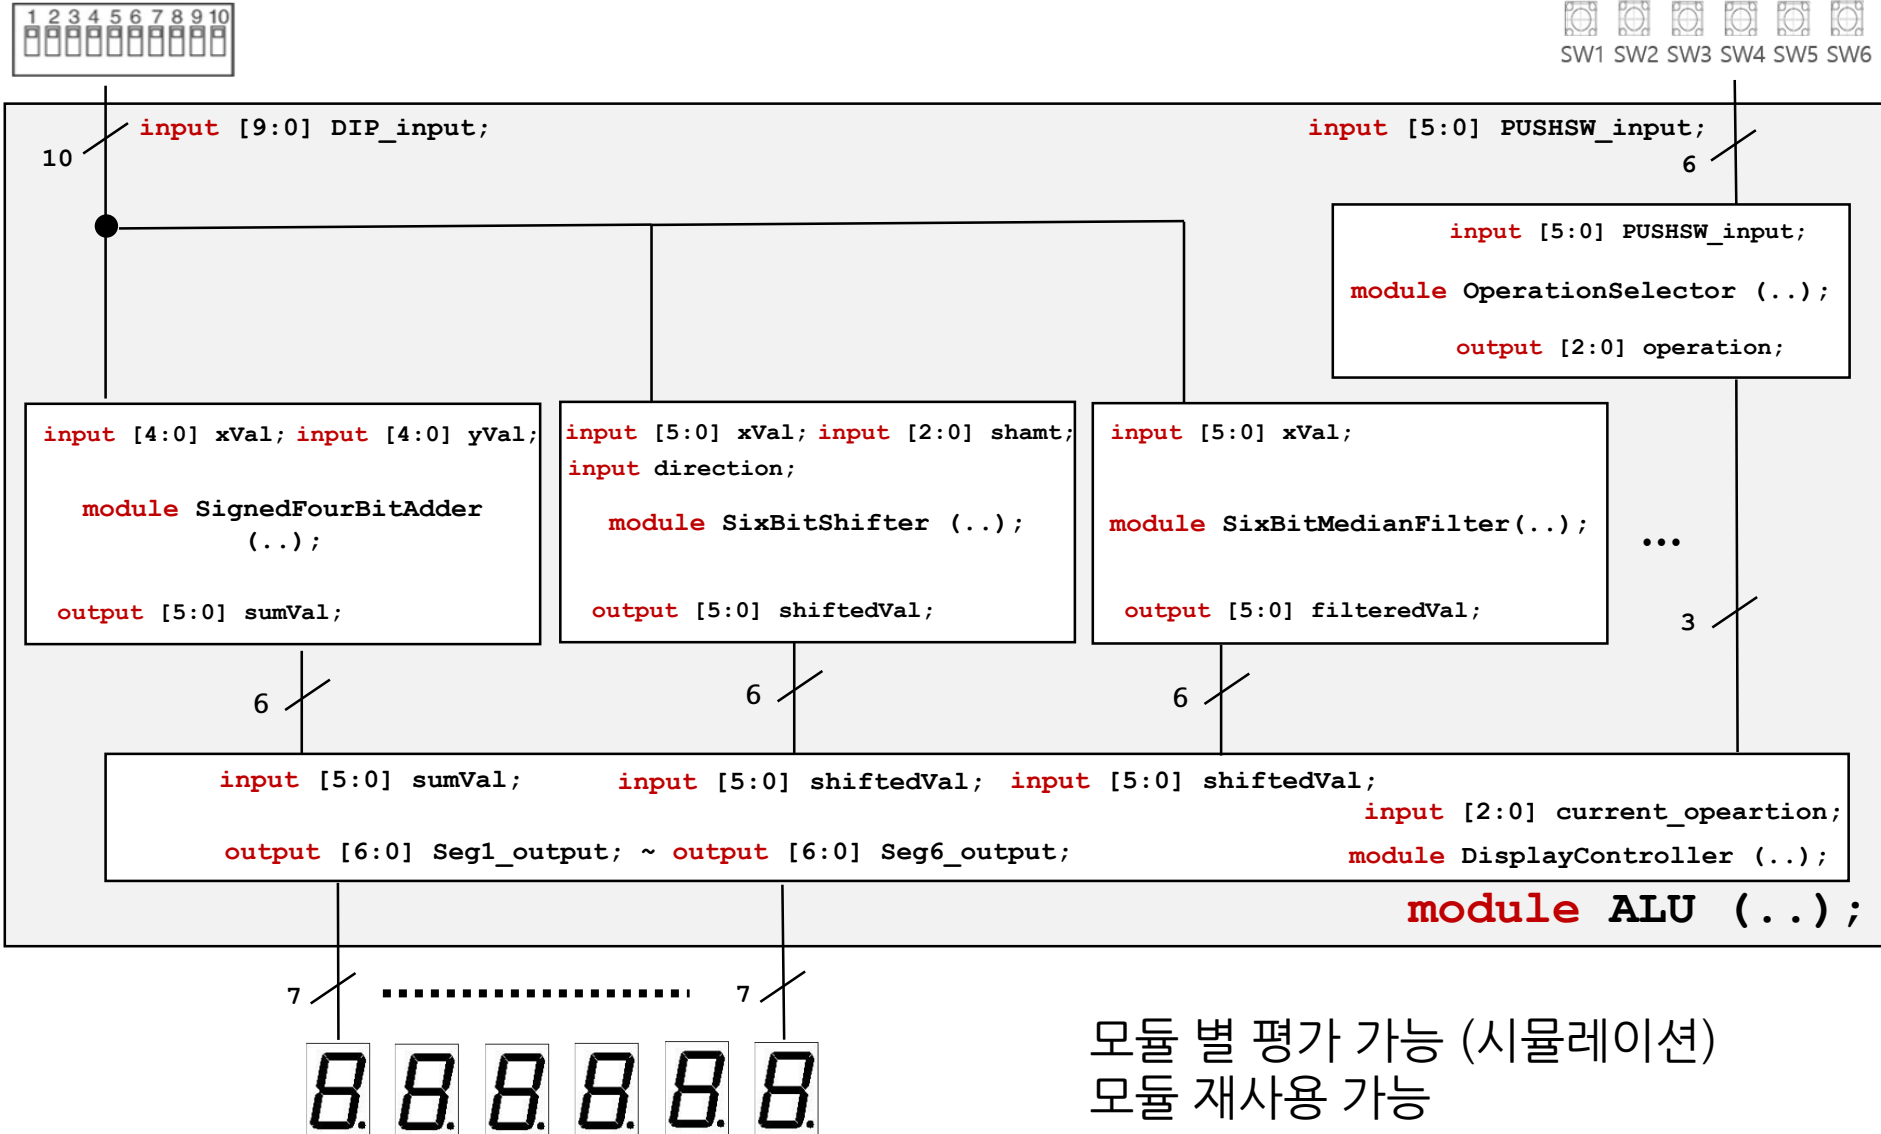 1 2 3 4 5 6 7 8 9 10
SW1 SW2 SW3 SW4 SW5 SW6
input [9:0] DIP_input;
10
input [5:0] PUSHSW_input;
6
input [5:0] PUSHSW_input;
module OperationSelector (..);
output [2:0] operation;
input [4:0] xVal; input [4:0] yVal;
module SignedFourBitAdder
(..);
output [5:0] sumVal;
input [5:0] xVal; input [2:0] shamt;
input direction;
module SixBitShifter (..);
output [5:0] shiftedVal;
input [5:0] xVal;
module SixBitMedianFilter(..);
output [5:0] filteredVal;
...
3
6
6
6
input [5:0] sumVal;
input [5:0] shiftedVal;
input [5:0] shiftedVal;
input [2:0] current_opeartion;
output [6:0] Seg1_output; ~ output [6:0] Seg6_output;
module DisplayController (..);
module ALU (..);
7
7
8. 8. 8. 8. 8. 8.
모듈 별 평가 가능 (시뮬레이션)
모듈 재사용 가능